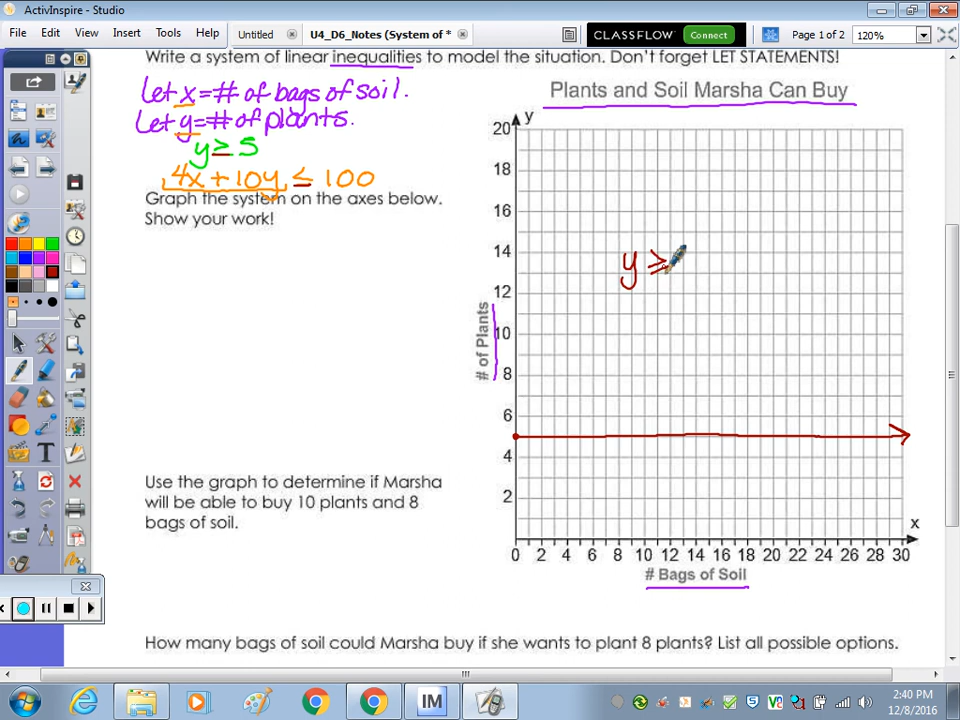 ActivInspire - Studio
File Edit View Insert Tools Help
Untitled
U4_D6_Notes (System of *
CLASSFLOW Connect
Page 1 of 2
120%
Write a system of linear inequalities to model the situation. Don't forget LET STATEMENTS!
let x = # of bags of soil.
Let y = # of plants.
y ≥ 5
4x + 10y ≤ 100
Graph the system on the axes below.
Show your work!
Plants and Soil Marsha Can Buy
y
20
18
16
14
12
10
8
6
4
2
y ≥
# of Plants
x
0 2 4 6 8 10 12 14 16 18 20 22 24 26 28 30
# Bags of Soil
Use the graph to determine if Marsha
will be able to buy 10 plants and 8
bags of soil.
How many bags of soil could Marsha buy if she wants to plant 8 plants? List all possible options.
IM
2:40 PM
12/8/2016